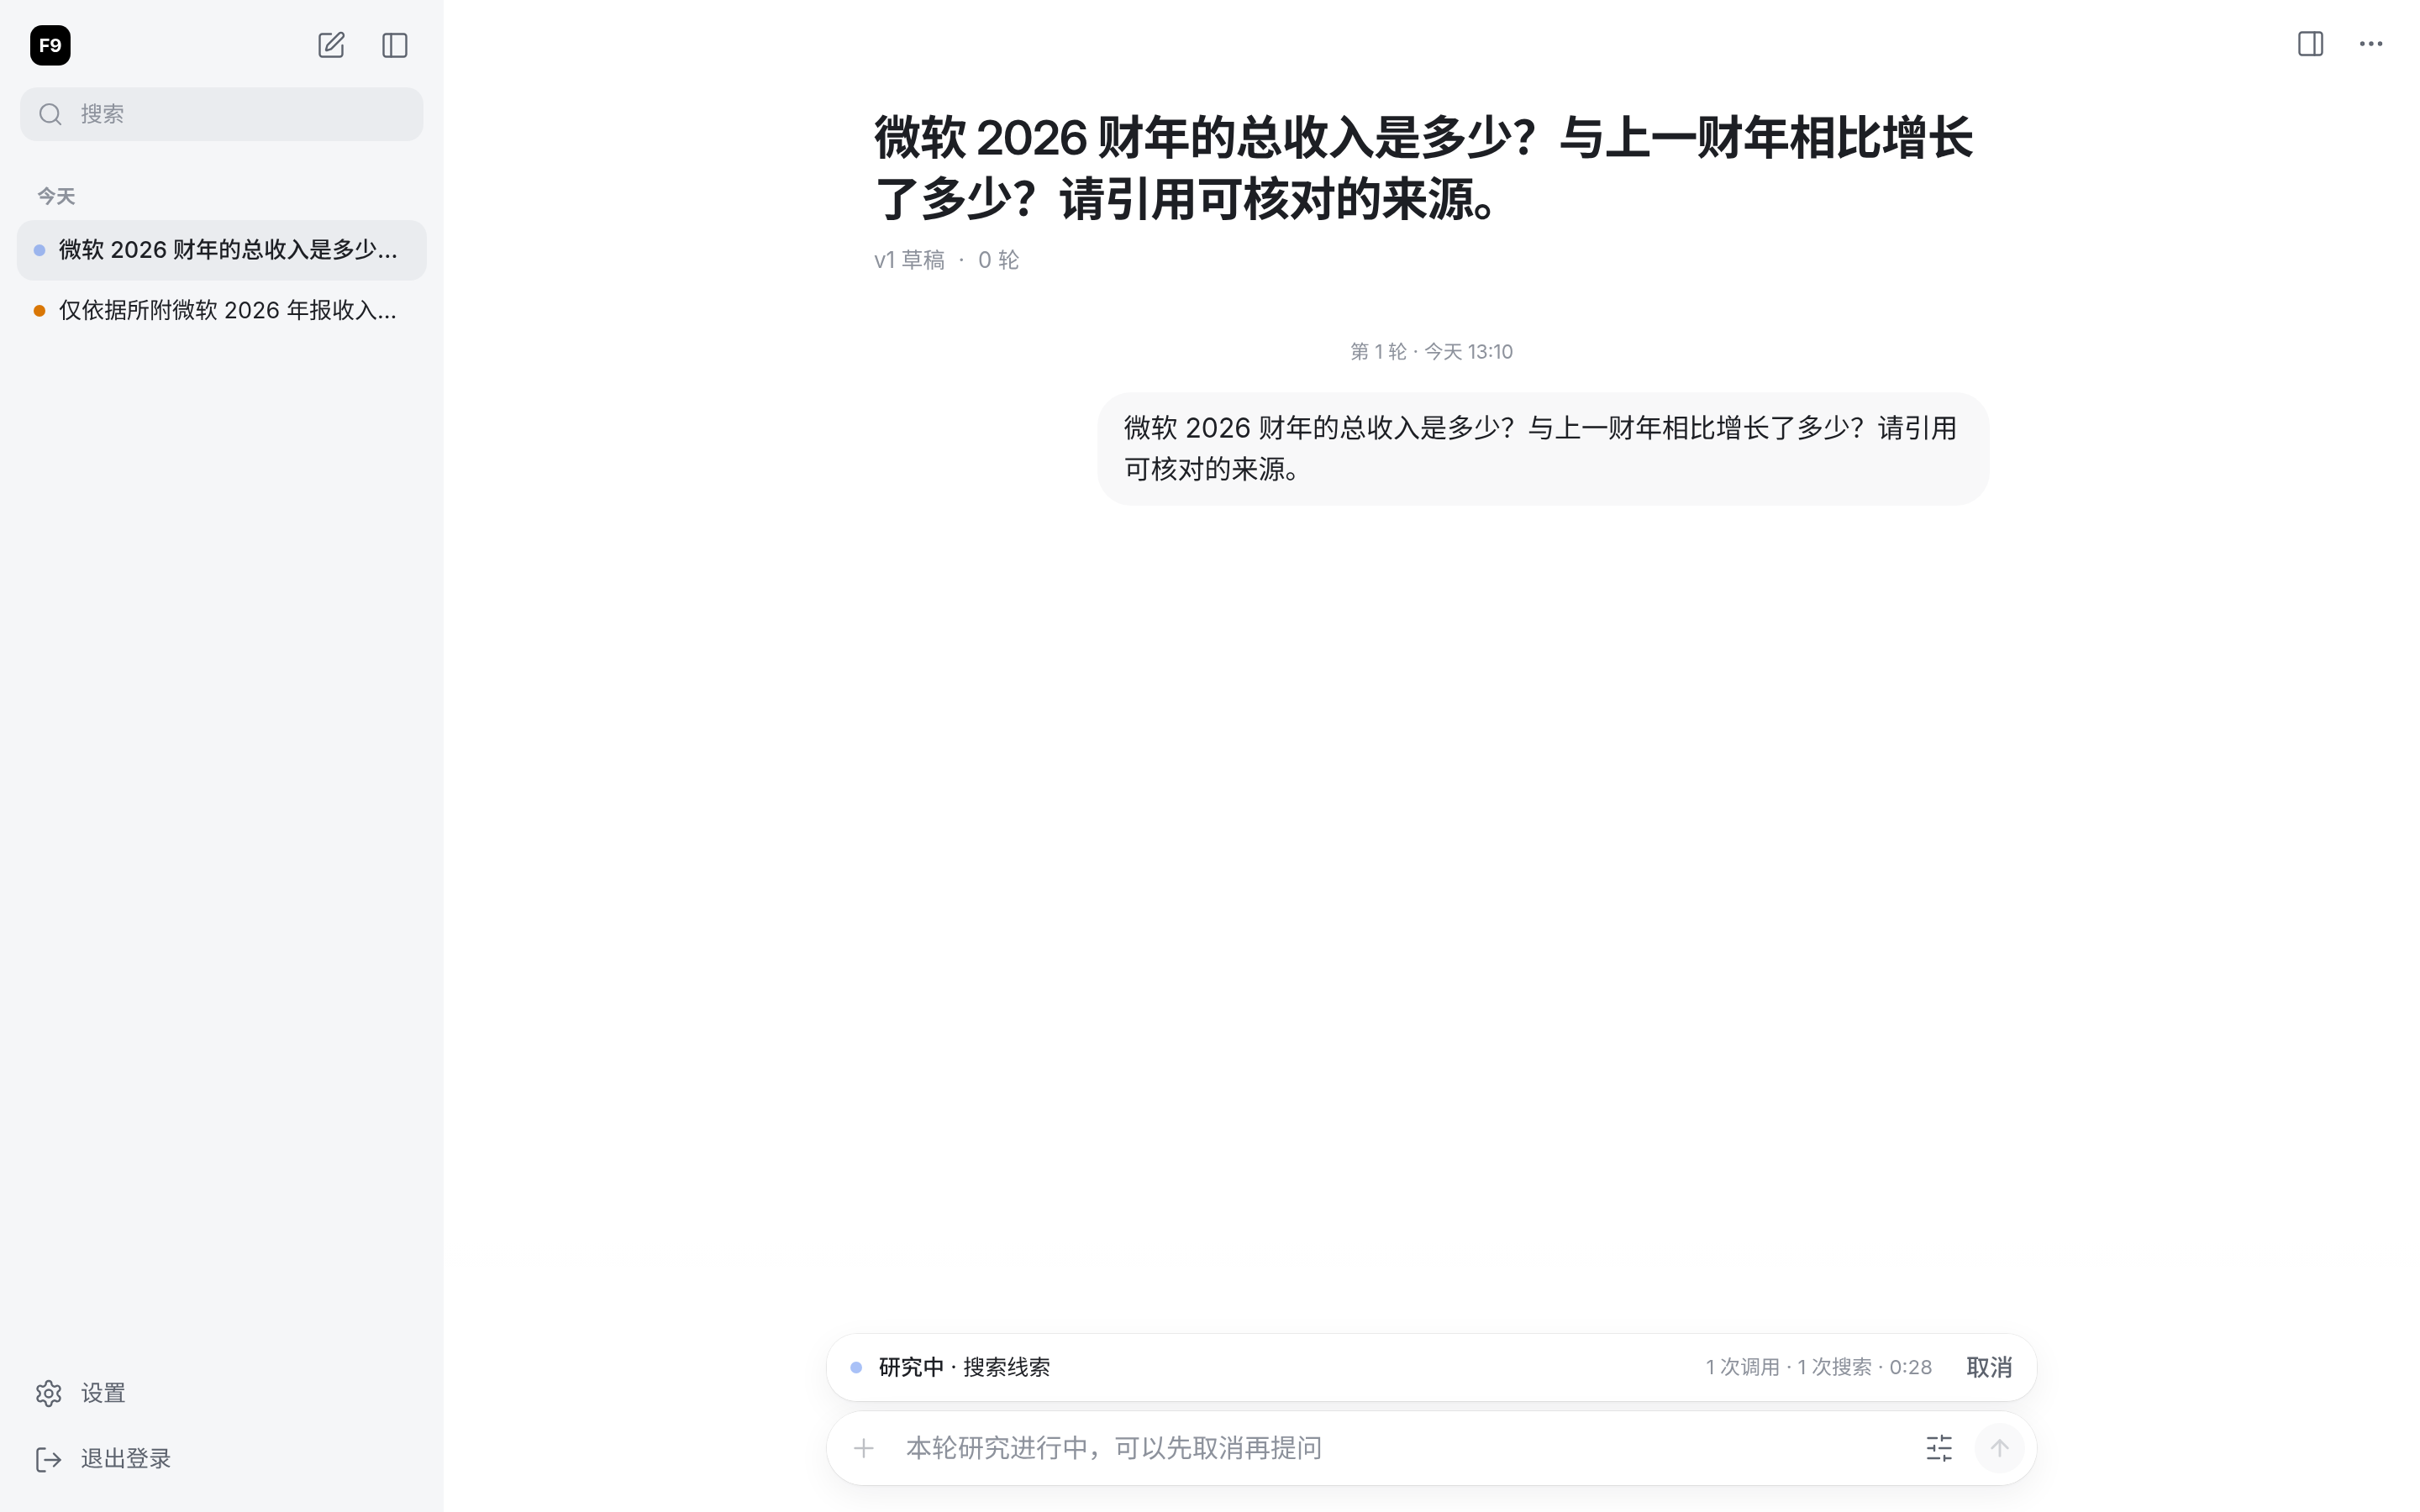 F9
搜索
今天
微软 2026 财年的总收入是多少...
仅依据所附微软 2026 年报收入...
设置
退出登录
微软 2026 财年的总收入是多少？与上一财年相比增长
了多少？请引用可核对的来源。
v1 草稿 · 0 轮
第 1 轮 · 今天 13:10
微软 2026 财年的总收入是多少？与上一财年相比增长了多少？请引用
可核对的来源。
研究中 · 搜索线索
1 次调用 · 1 次搜索 · 0:28
取消
本轮研究进行中，可以先取消再提问